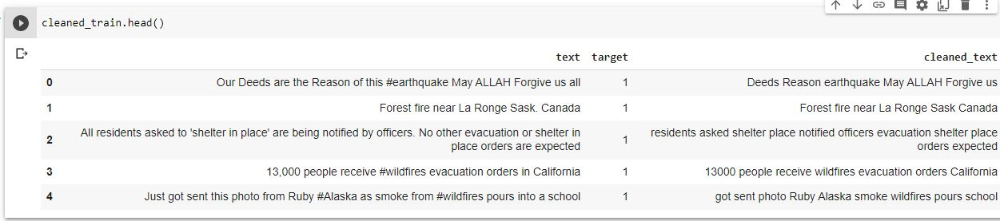 cleaned_train.head()
text target cleaned_text
0 Our Deeds are the Reason of this #earthquake May ALLAH Forgive us all 1 Deeds Reason earthquake May ALLAH Forgive us
1 Forest fire near La Ronge Sask. Canada 1 Forest fire near La Ronge Sask Canada
2 All residents asked to 'shelter in place' are being notified by officers. No other evacuation or shelter in 1 residents asked shelter place notified officers evacuation shelter place
place orders are expected orders expected
3 13,000 people receive #wildfires evacuation orders in California 1 13000 people receive wildfires evacuation orders California
4 Just got sent this photo from Ruby #Alaska as smoke from #wildfires pours into a school 1 got sent photo Ruby Alaska smoke wildfires pours school